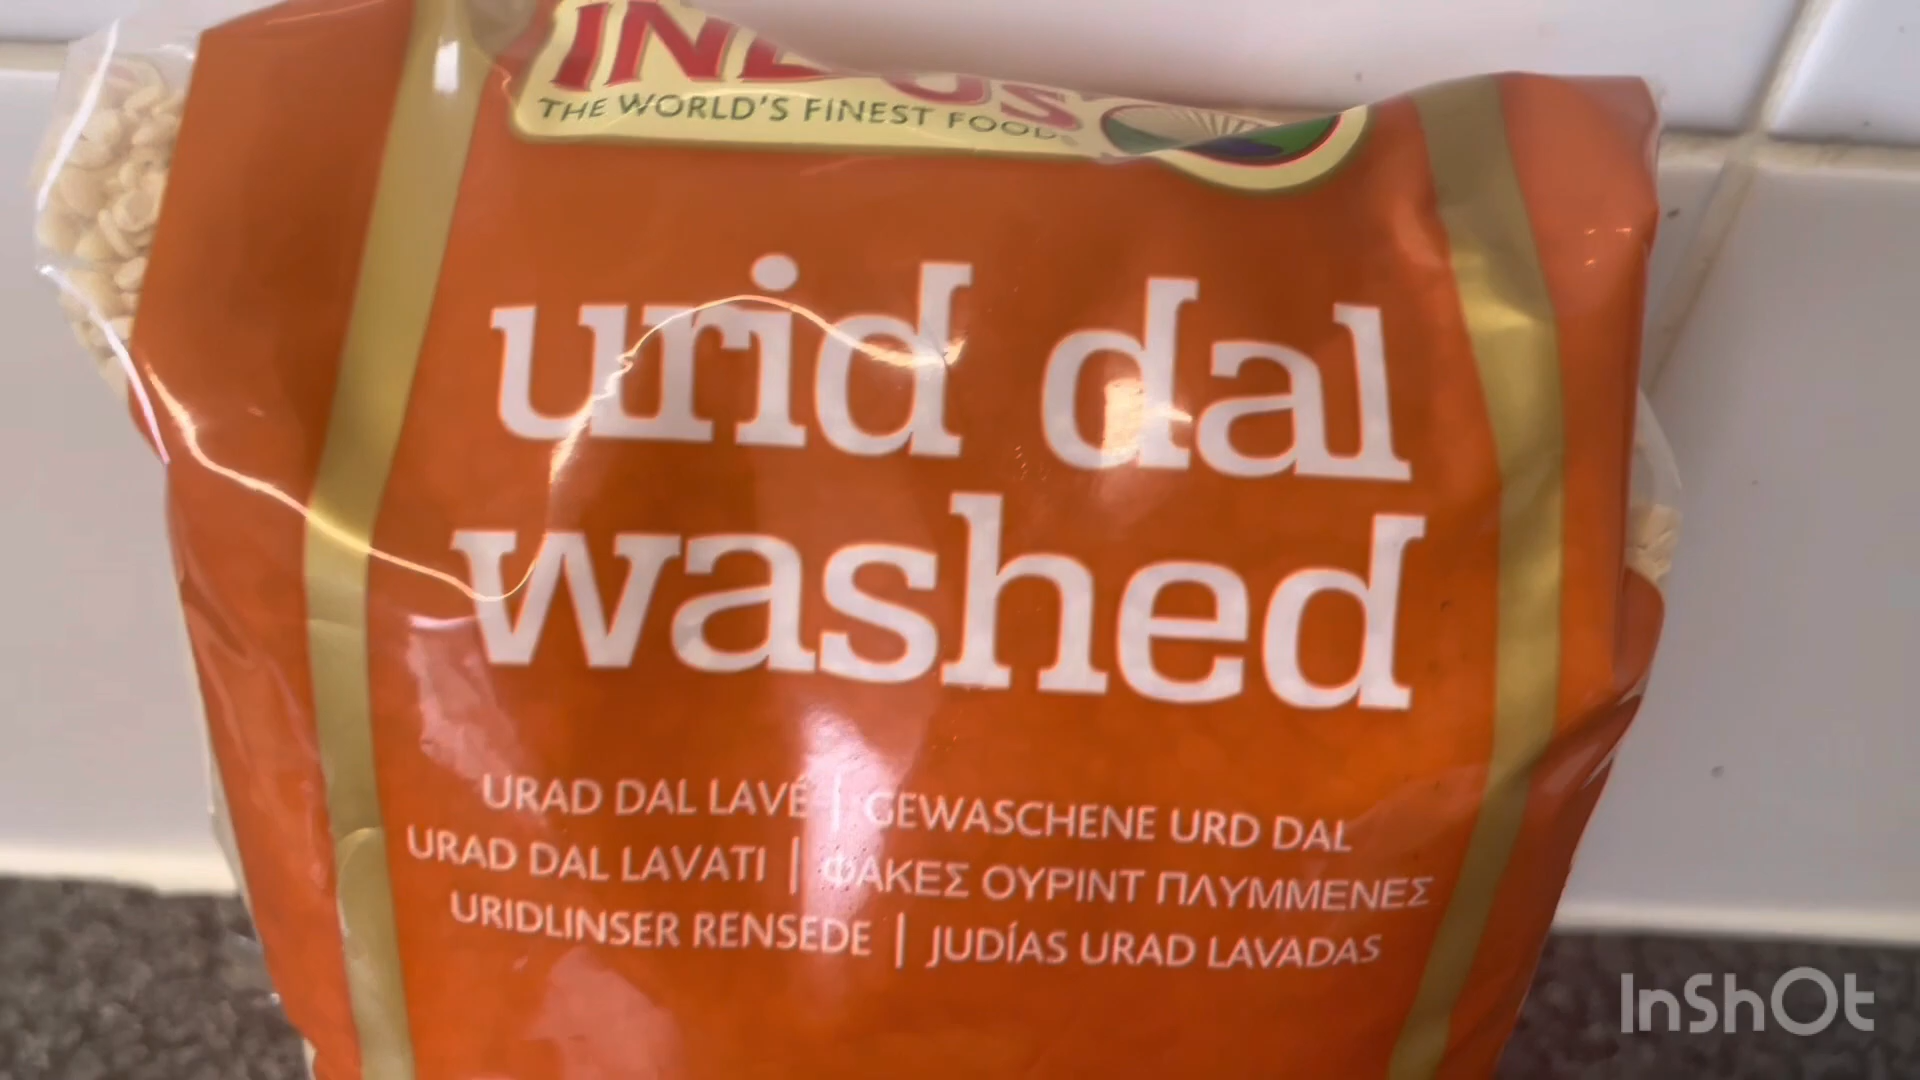 INDUS
THE WORLD'S FINEST FOODS
urid dal
washed
URAD DAL LAVÉ | GEWASCHENE URD DAL
URAD DAL LAVATI | ΦΑΚΕΣ ΟΥΡΙΝΤ ΠΛΥΜΜΕΝΕΣ
URIDLINSER RENSEDE | JUDÍAS URAD LAVADAS
InShOt